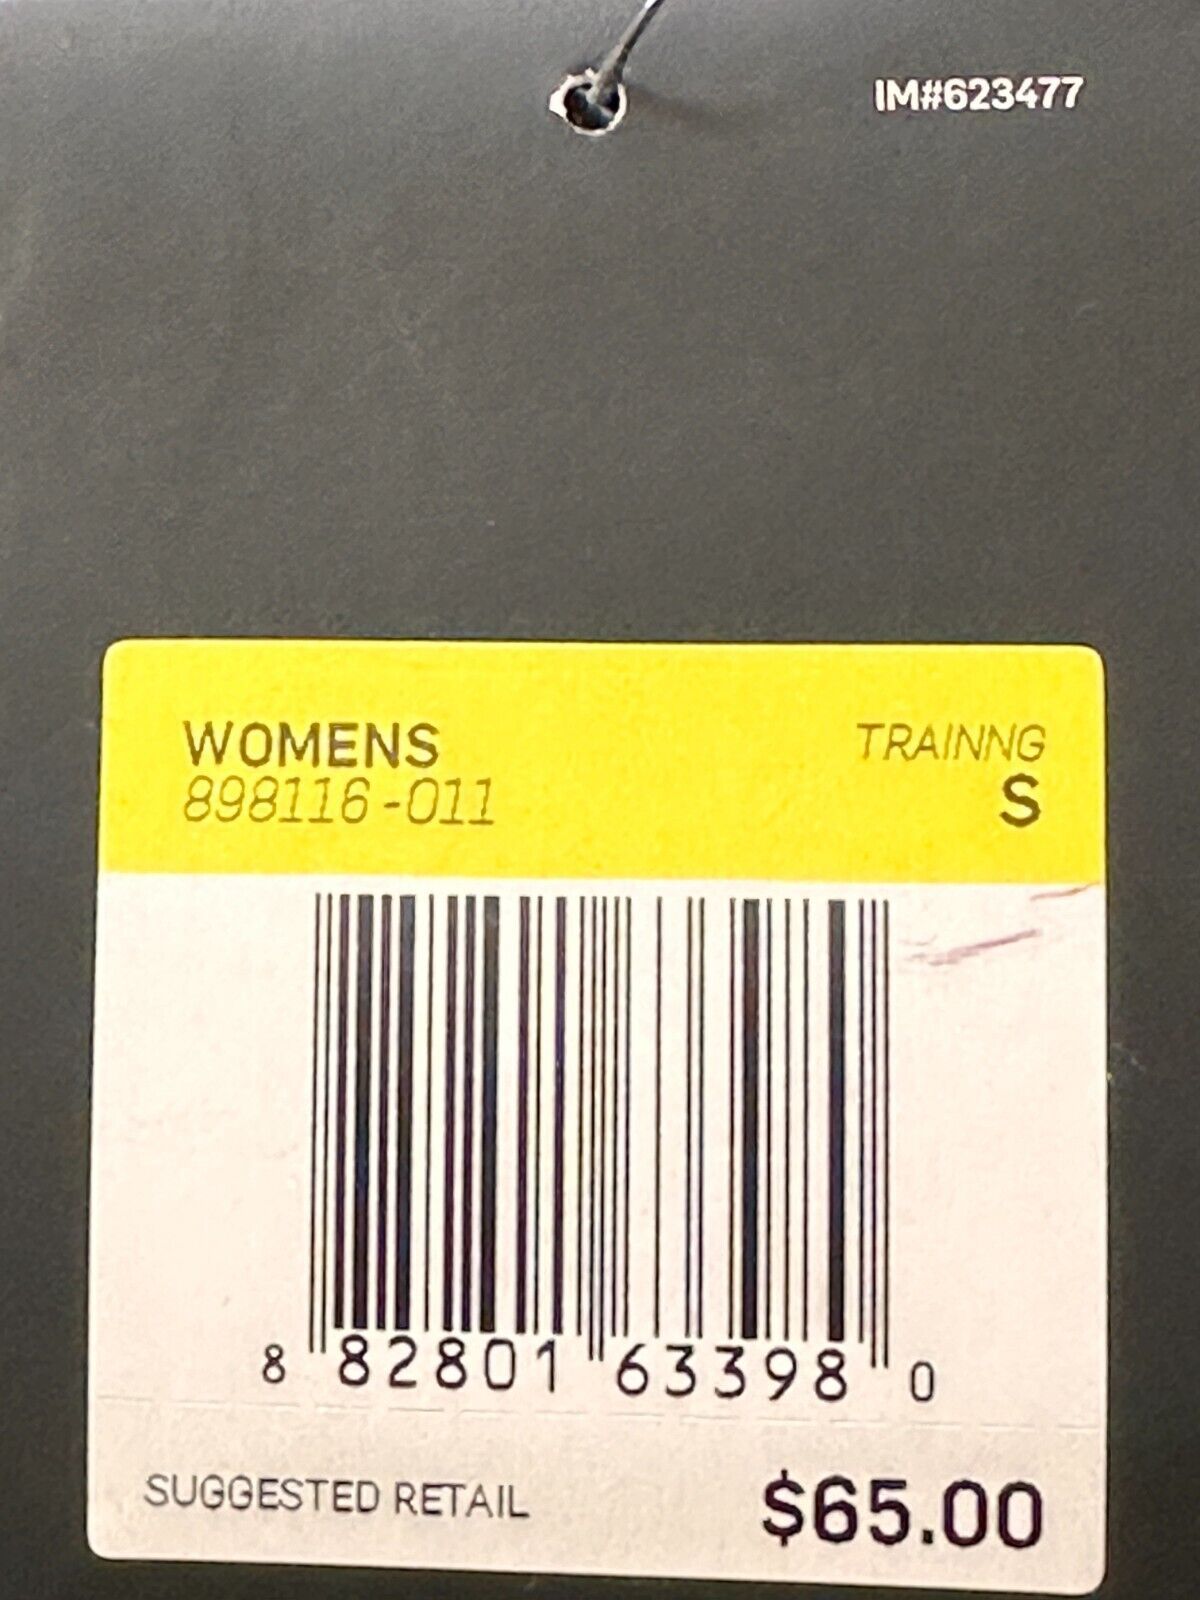 IM#623477
WOMENS TRAINNG
898116-011 S
8 82801 63398 0
SUGGESTED RETAIL $65.00